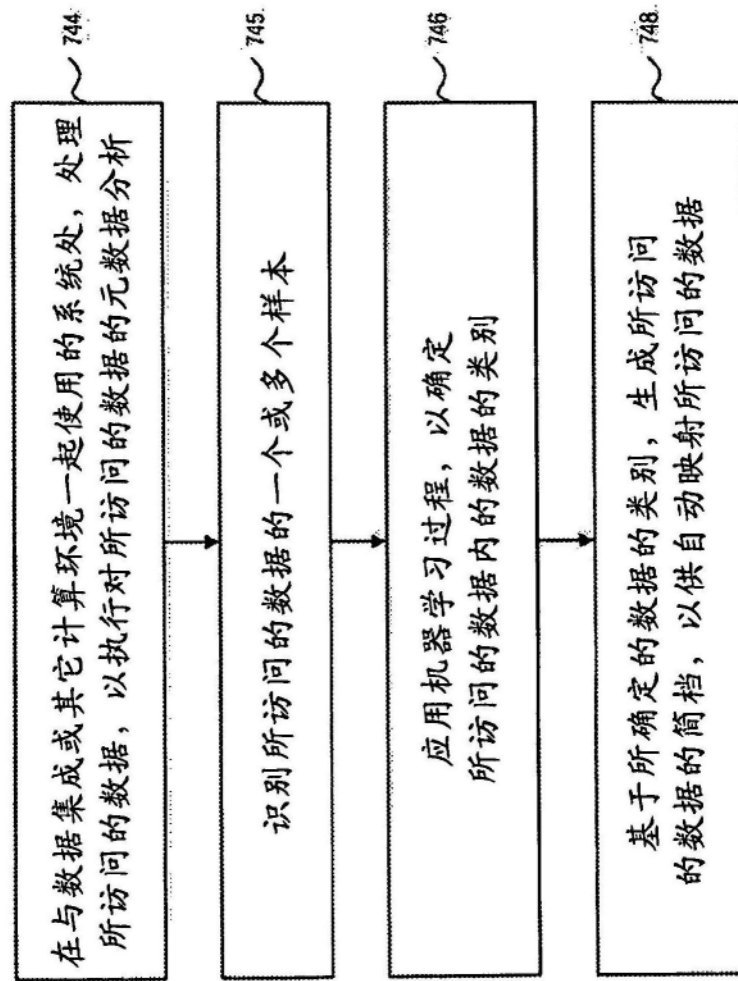 744
在与数据集成或其它计算环境一起使用的系统处，处理
所访问的数据，以执行对所访问的数据的元数据分析
745
识别所访问的数据的一个或多个样本
746
应用机器学习过程，以确定
所访问的数据内的数据的类别
748
基于所确定的数据的类别，生成所访问
的数据的简档，以供自动映射所访问的数据